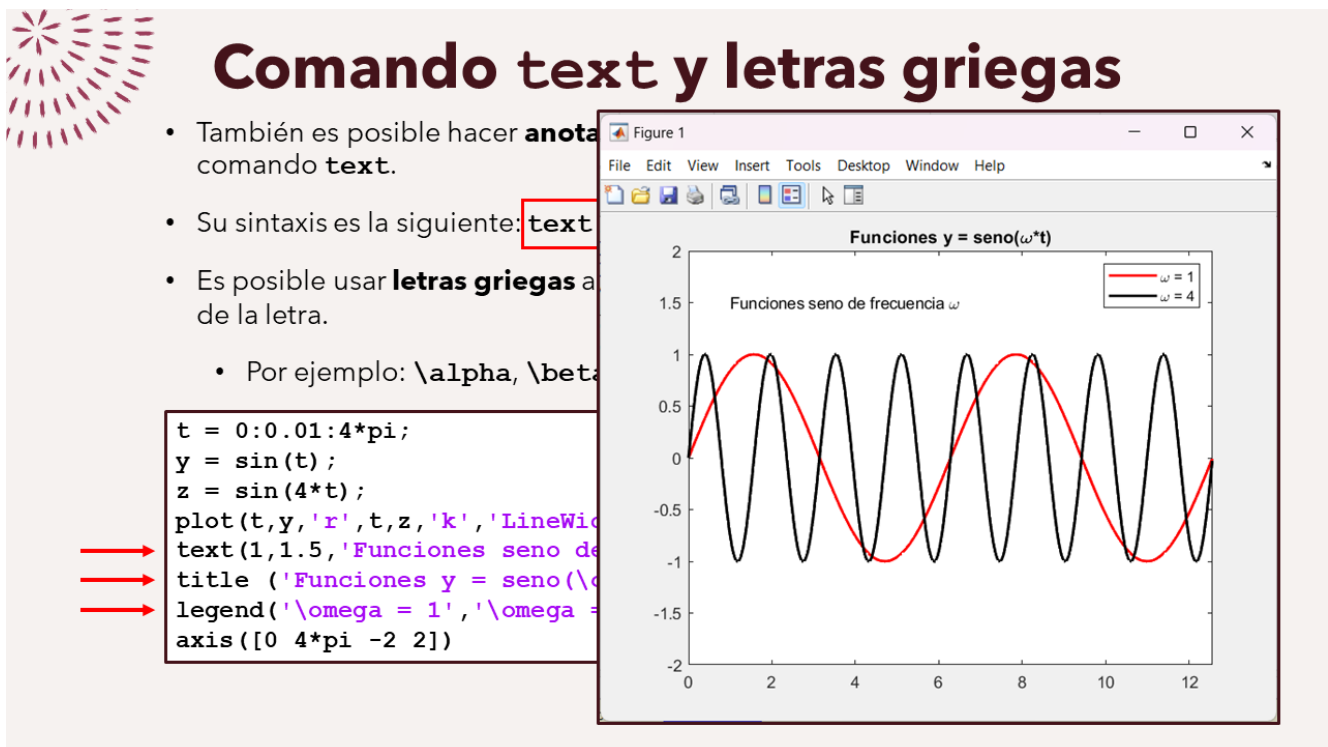 Comando text y letras griegas
• También es posible hacer anota
comando text.
• Su sintaxis es la siguiente: text
• Es posible usar letras griegas a
de la letra.
• Por ejemplo: \alpha, \beta
t = 0:0.01:4*pi;
y = sin(t);
z = sin(4*t);
plot(t,y,'r',t,z,'k','LineWid
text(1,1.5,'Funciones seno de
title ('Funciones y = seno(\o
legend('\omega = 1','\omega =
axis([0 4*pi -2 2])
Figure 1
File Edit View Insert Tools Desktop Window Help
Funciones y = seno(ω*t)
ω = 1
ω = 4
Funciones seno de frecuencia ω
2
1.5
1
0.5
0
-0.5
-1
-1.5
-2
0 2 4 6 8 10 12